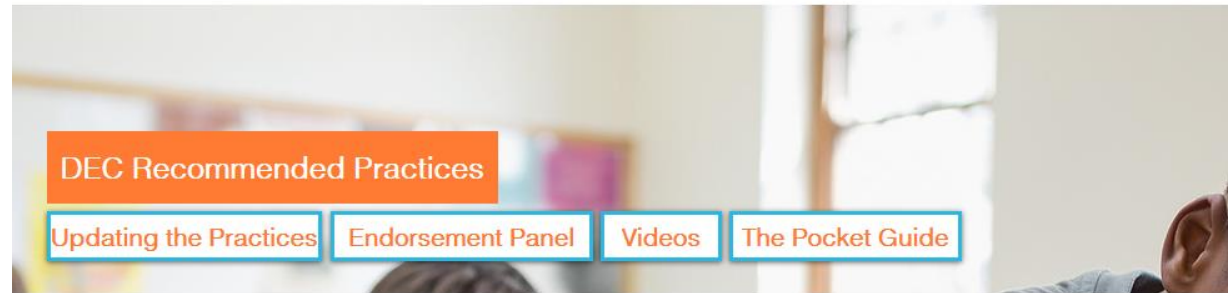 DEC Recommended Practices
Updating the Practices Endorsement Panel Videos The Pocket Guide